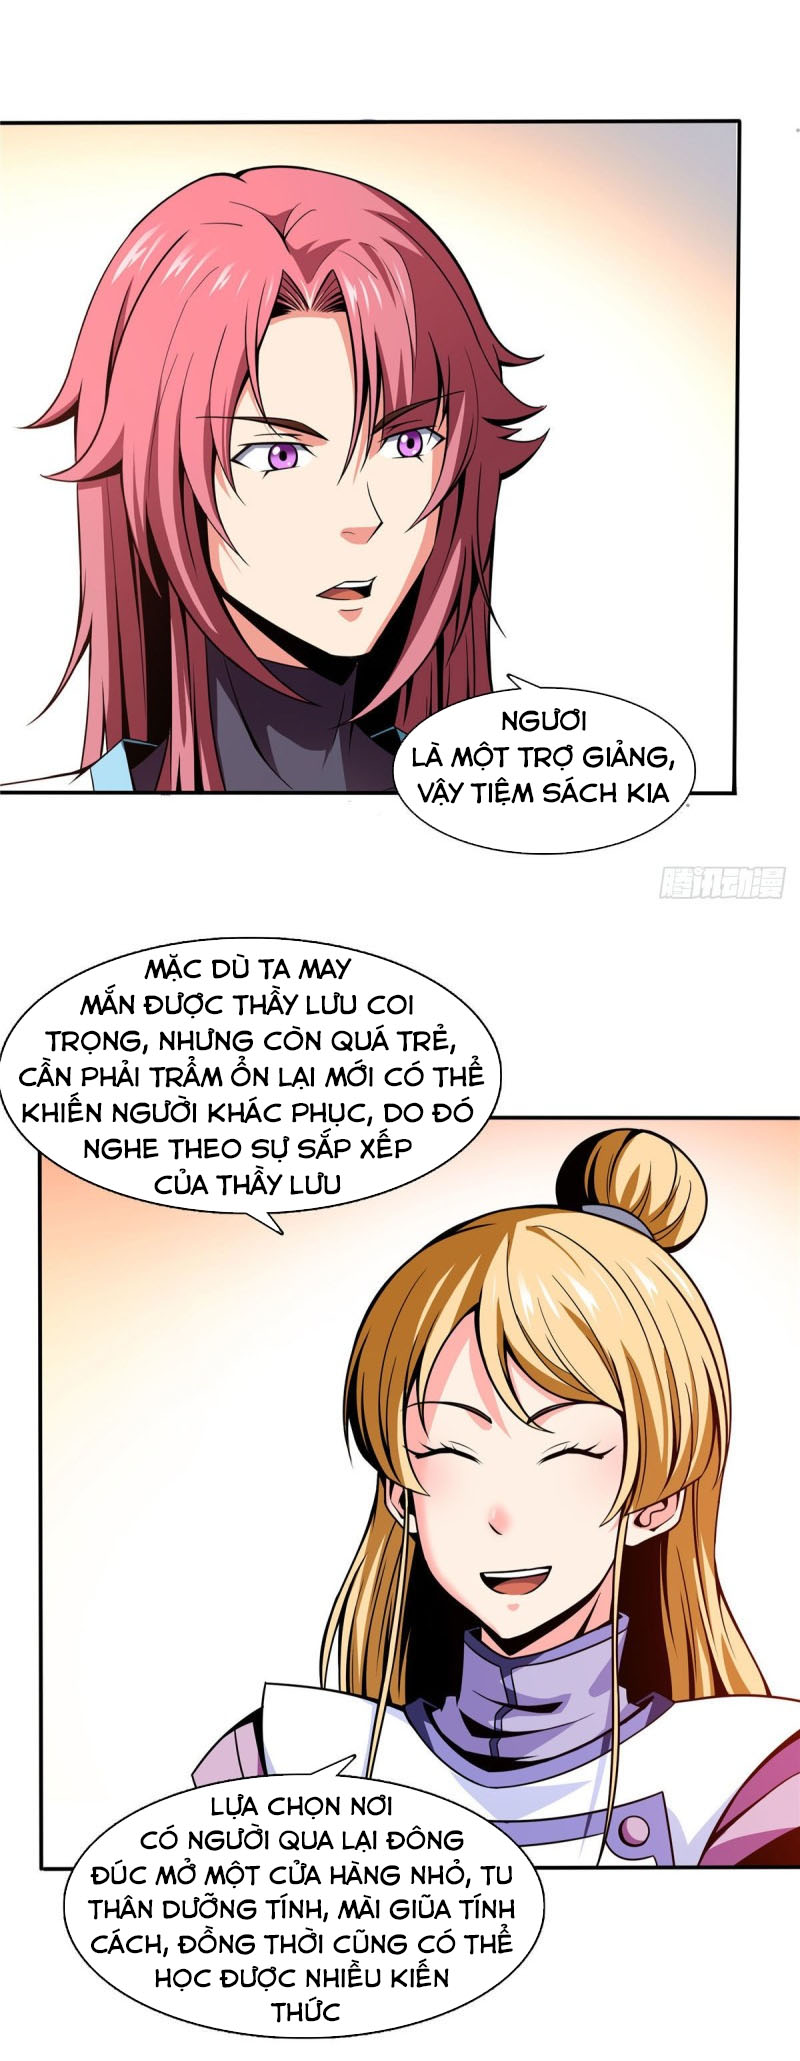 NGƯƠI
LÀ MỘT TRỢ GIẢNG,
VẬY TIỆM SÁCH KIA
腾讯动漫
MẶC DÙ TA MAY
MẮN ĐƯỢC THẦY LƯU COI
TRỌNG, NHƯNG CÒN QUÁ TRẺ,
CẦN PHẢI TRẦM ỔN LẠI MỚI CÓ THỂ
KHIẾN NGƯỜI KHÁC PHỤC, DO ĐÓ
NGHE THEO SỰ SẮP XẾP
CỦA THẦY LƯU
LỰA CHỌN NƠI
CÓ NGƯỜI QUA LẠI ĐÔNG
ĐÚC MỞ MỘT CỬA HÀNG NHỎ, TU
THÂN DƯỠNG TÍNH, MÀI GIŨA TÍNH
CÁCH, ĐỒNG THỜI CŨNG CÓ THỂ
HỌC ĐƯỢC NHIỀU KIẾN
THỨC